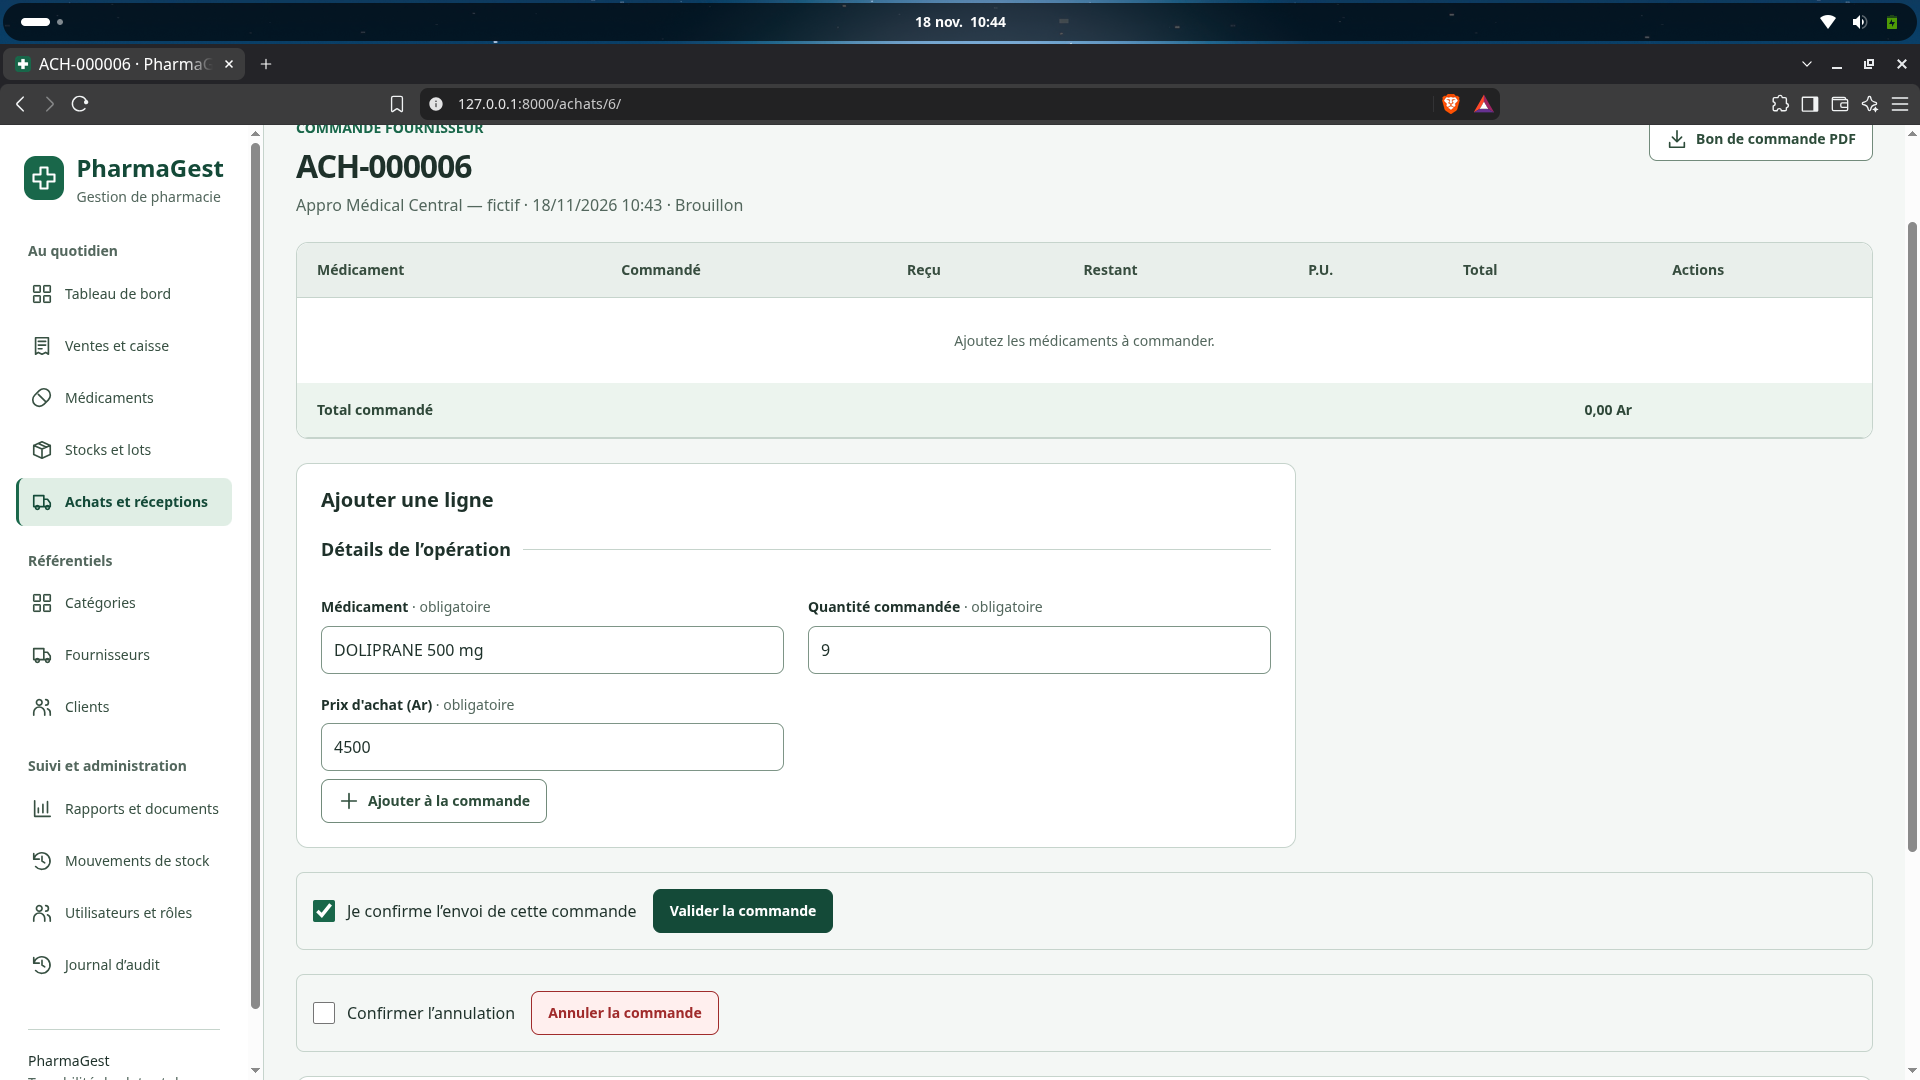 18 nov. 10:44
ACH-000006 · PharmaG
127.0.0.1:8000/achats/6/
PharmaGest
Gestion de pharmacie
Au quotidien
Tableau de bord
Ventes et caisse
Médicaments
Stocks et lots
Achats et réceptions
Référentiels
Catégories
Fournisseurs
Clients
Suivi et administration
Rapports et documents
Mouvements de stock
Utilisateurs et rôles
Journal d’audit
PharmaGest
COMMANDE FOURNISSEUR
ACH-000006
Appro Médical Central — fictif · 18/11/2026 10:43 · Brouillon
Bon de commande PDF
Médicament Commandé Reçu Restant P.U. Total Actions
Ajoutez les médicaments à commander.
Total commandé 0,00 Ar
Ajouter une ligne
Détails de l’opération
Médicament · obligatoire Quantité commandée · obligatoire
DOLIPRANE 500 mg 9
Prix d'achat (Ar) · obligatoire
4500
Ajouter à la commande
Je confirme l’envoi de cette commande Valider la commande
Confirmer l’annulation Annuler la commande